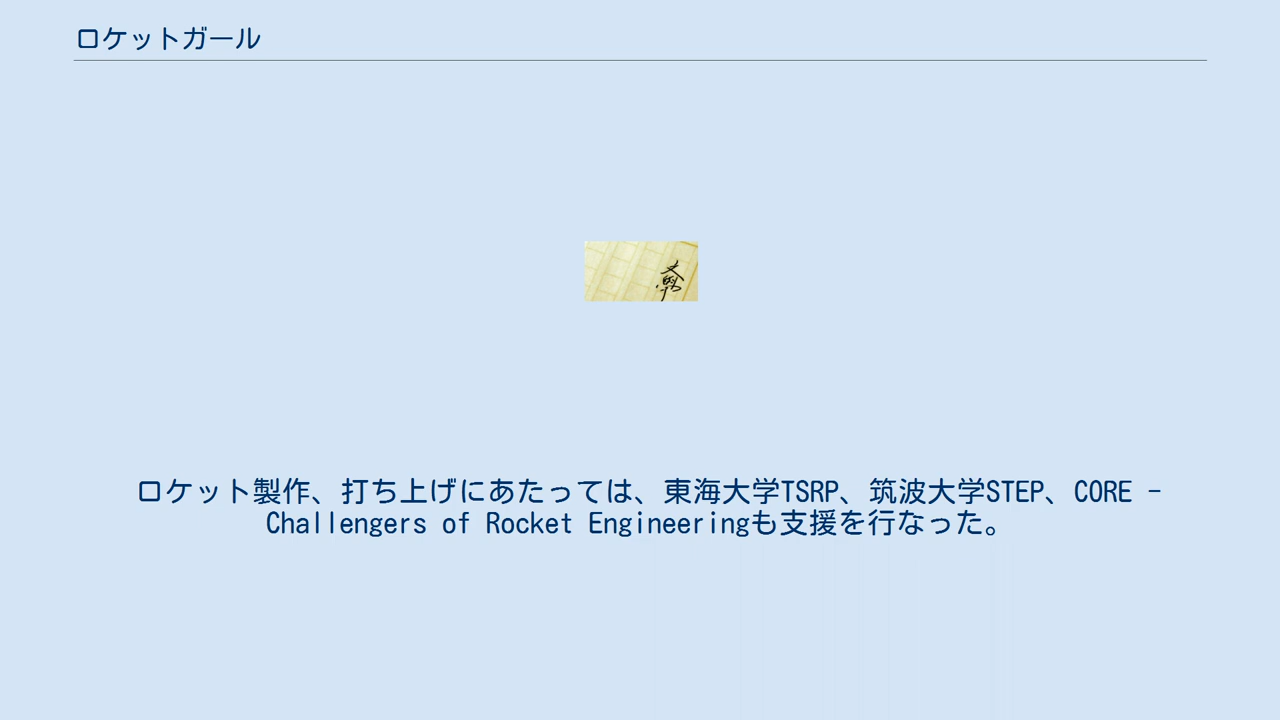 ロケットガール
ロケット製作、打ち上げにあたっては、東海大学TSRP、筑波大学STEP、CORE -
Challengers of Rocket Engineeringも支援を行なった。